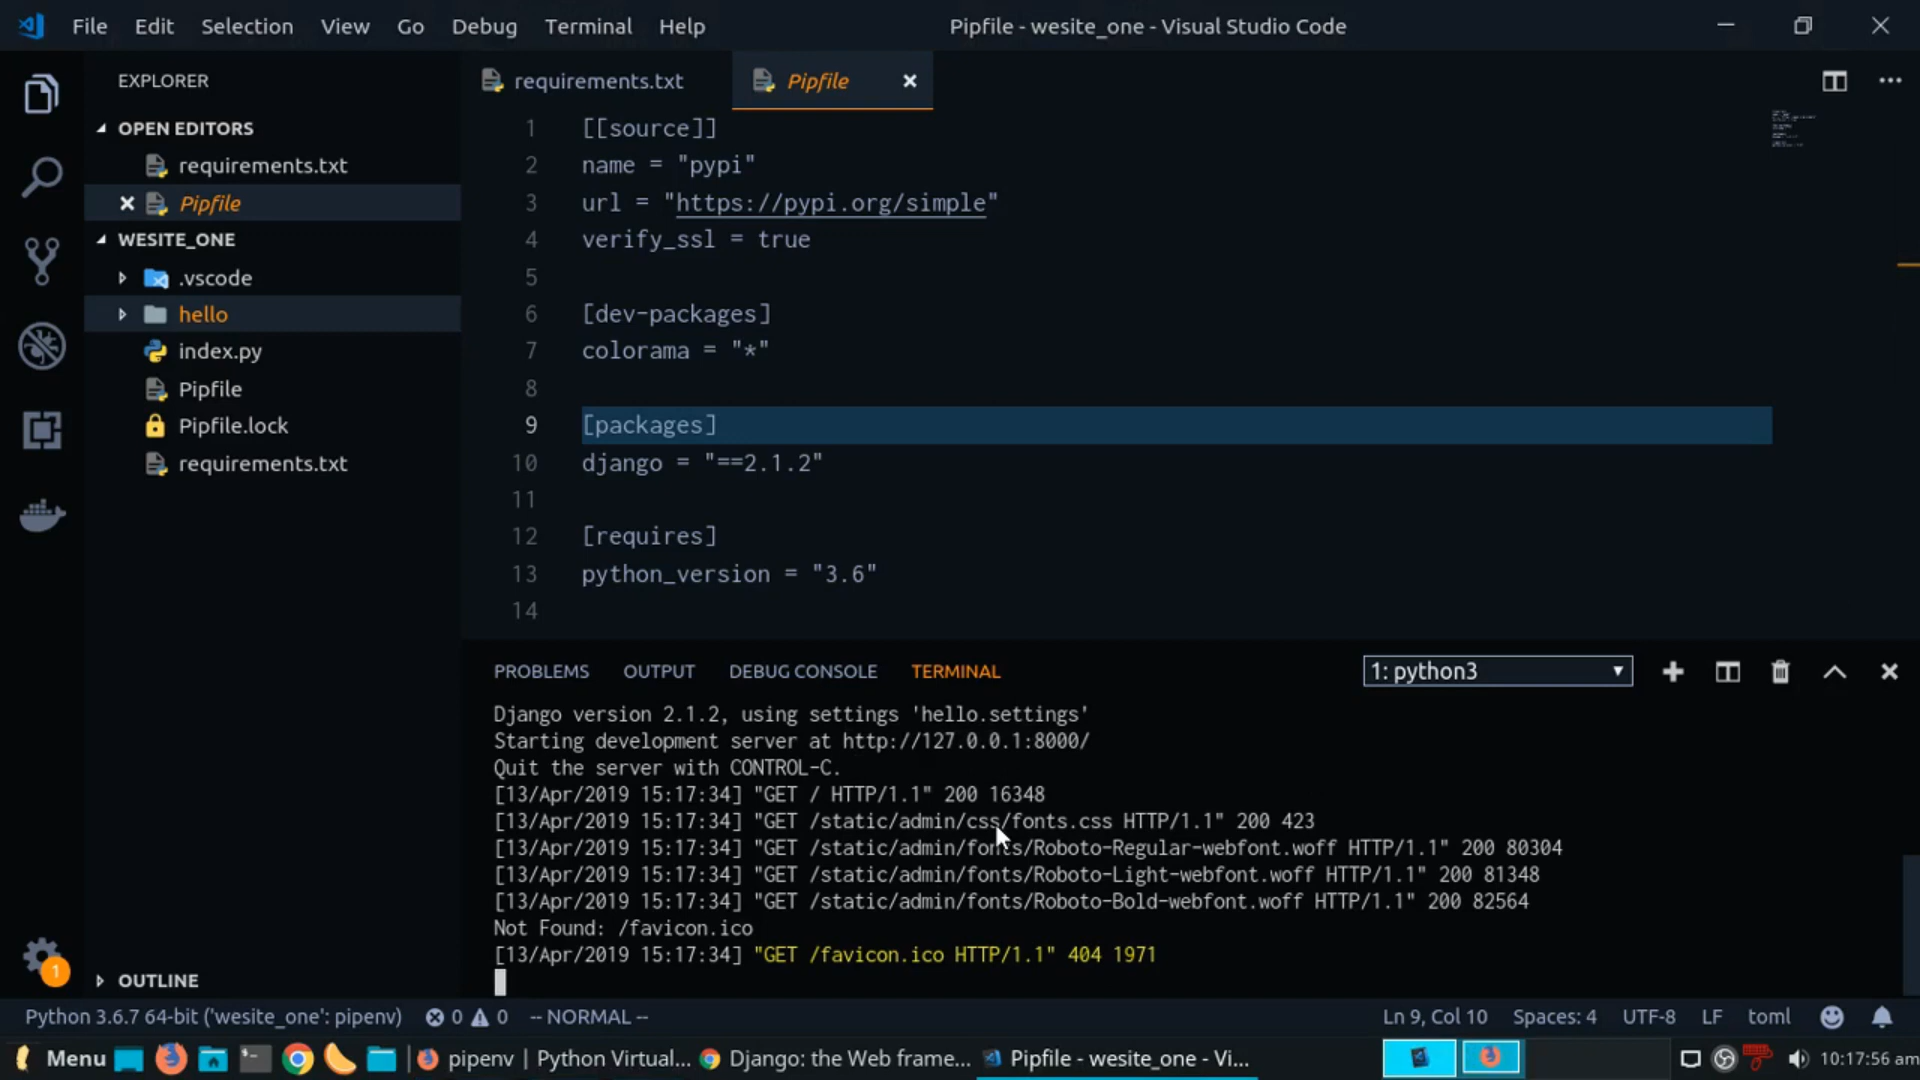 File Edit Selection View Go Debug Terminal Help
Pipfile - wesite_one - Visual Studio Code
EXPLORER
OPEN EDITORS
requirements.txt
Pipfile
WESITE_ONE
.vscode
hello
index.py
Pipfile
Pipfile.lock
requirements.txt
OUTLINE
1
requirements.txt Pipfile
1 [[source]]
2 name = "pypi"
3 url = "https://pypi.org/simple"
4 verify_ssl = true
5
6 [dev-packages]
7 colorama = "*"
8
9 [packages]
10 django = "==2.1.2"
11
12 [requires]
13 python_version = "3.6"
14
PROBLEMS OUTPUT DEBUG CONSOLE TERMINAL 1: python3
Django version 2.1.2, using settings 'hello.settings'
Starting development server at http://127.0.0.1:8000/
Quit the server with CONTROL-C.
[13/Apr/2019 15:17:34] "GET / HTTP/1.1" 200 16348
[13/Apr/2019 15:17:34] "GET /static/admin/css/fonts.css HTTP/1.1" 200 423
[13/Apr/2019 15:17:34] "GET /static/admin/fonts/Roboto-Regular-webfont.woff HTTP/1.1" 200 80304
[13/Apr/2019 15:17:34] "GET /static/admin/fonts/Roboto-Light-webfont.woff HTTP/1.1" 200 81348
[13/Apr/2019 15:17:34] "GET /static/admin/fonts/Roboto-Bold-webfont.woff HTTP/1.1" 200 82564
Not Found: /favicon.ico
[13/Apr/2019 15:17:34] "GET /favicon.ico HTTP/1.1" 404 1971
Python 3.6.7 64-bit ('wesite_one': pipenv) 0 0 -- NORMAL -- Ln 9, Col 10 Spaces: 4 UTF-8 LF toml
Menu pipenv | Python Virtual... Django: the Web frame... Pipfile - wesite_one - Vi... 10:17:56 am